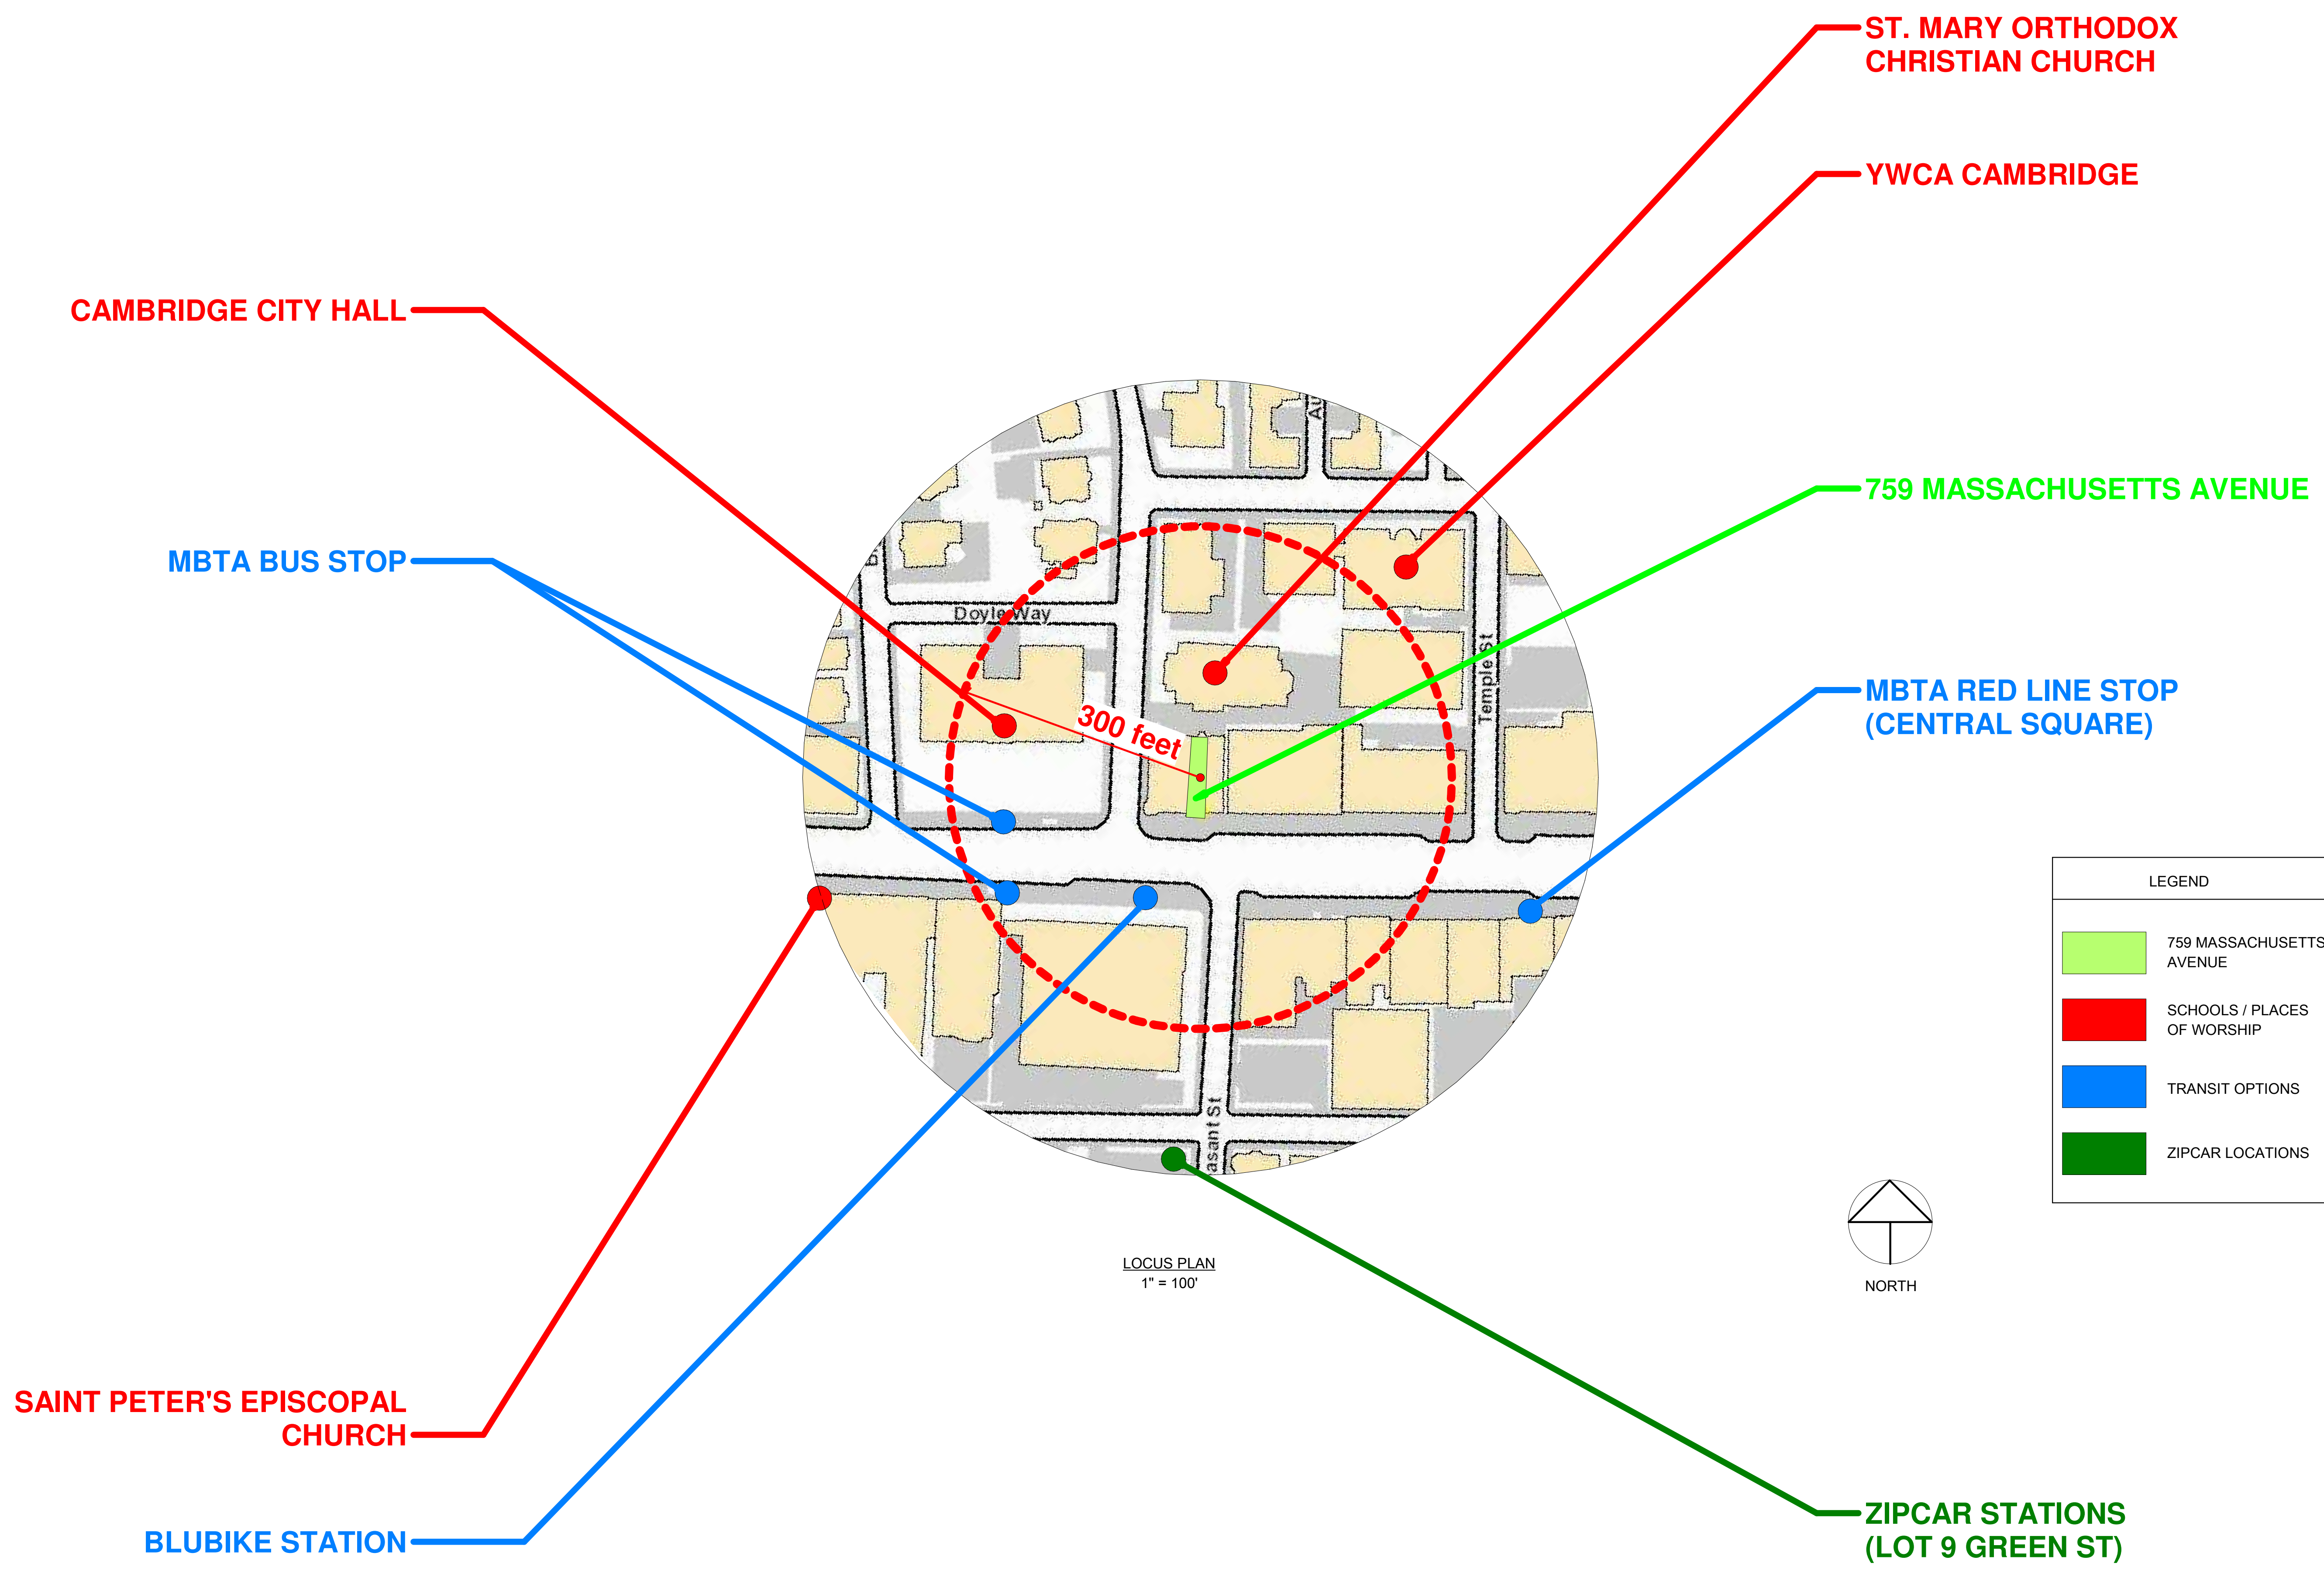 ST. MARY ORTHODOX
CHRISTIAN CHURCH
YWCA CAMBRIDGE
CAMBRIDGE CITY HALL
759 MASSACHUSETTS AVENUE
MBTA BUS STOP
Doyle Way
Temple St
MBTA RED LINE STOP
(CENTRAL SQUARE)
300 feet
LEGEND
759 MASSACHUSETTS
AVENUE
SCHOOLS / PLACES
OF WORSHIP
TRANSIT OPTIONS
ZIPCAR LOCATIONS
asant St
NORTH
LOCUS PLAN
1" = 100'
SAINT PETER'S EPISCOPAL
CHURCH
BLUBIKE STATION
ZIPCAR STATIONS
(LOT 9 GREEN ST)